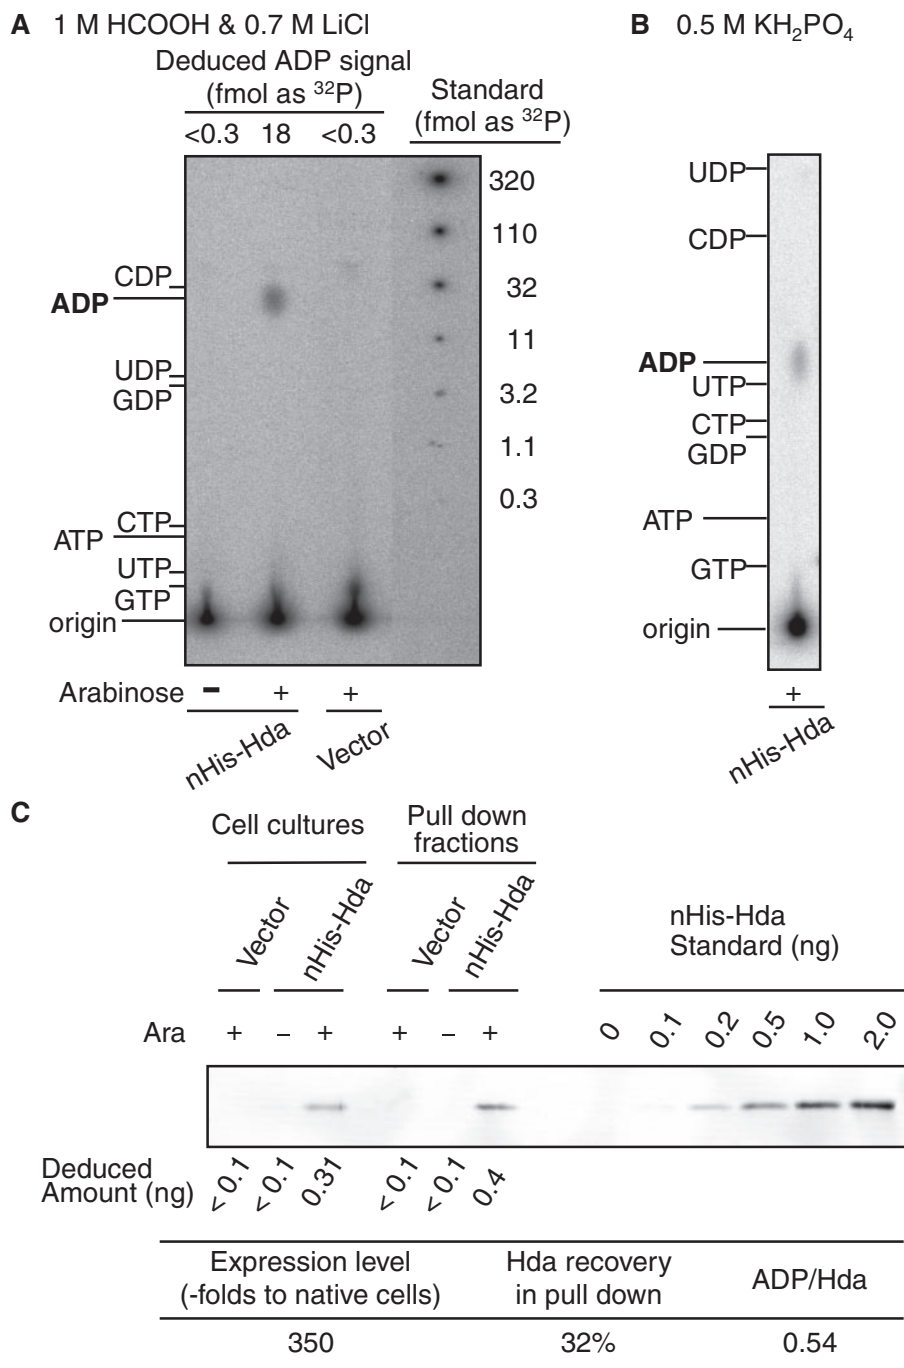 A 1 M HCOOH & 0.7 M LiCl
Deduced ADP signal
(fmol as ³²P)
<0.3 18 <0.3
Standard
(fmol as ³²P)
320
110
32
11
3.2
1.1
0.3
CDP
ADP
UDP
GDP
CTP
ATP
UTP
GTP
origin
Arabinose - + +
nHis-Hda
Vector
B 0.5 M KH₂PO₄
UDP
CDP
ADP
UTP
CTP
GDP
ATP
GTP
origin
+
nHis-Hda
C
Cell cultures
Pull down
fractions
Vector
nHis-Hda
Vector
nHis-Hda
nHis-Hda
Standard (ng)
Ara + – + + – + 0 0.1 0.2 0.5 1.0 2.0
Deduced
Amount (ng)
< 0.1 < 0.1 0.31 < 0.1 < 0.1 0.4
Expression level
(-folds to native cells)
Hda recovery
in pull down
ADP/Hda
350 32% 0.54